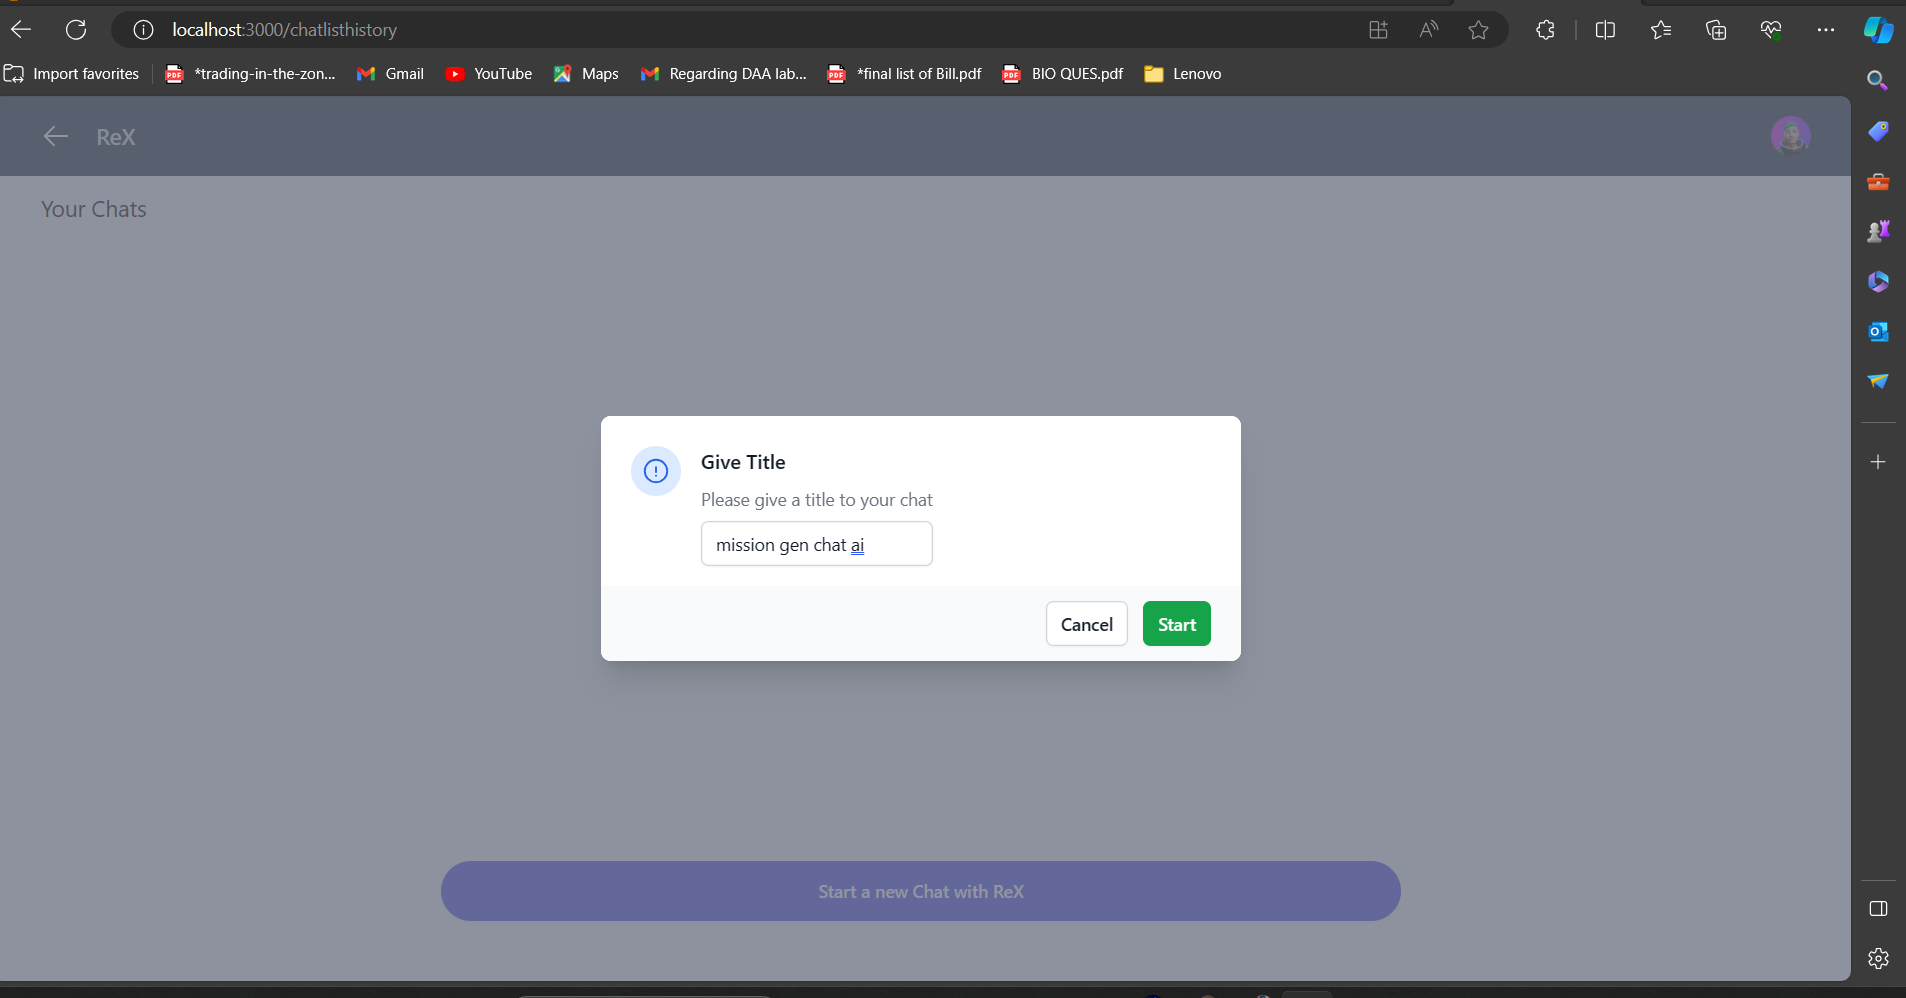 localhost:3000/chatlisthistory
Import favorites *trading-in-the-zon... Gmail YouTube Maps Regarding DAA lab... *final list of Bill.pdf BIO QUES.pdf Lenovo
ReX
Your Chats
Give Title
Please give a title to your chat
mission gen chat ai
Cancel Start
Start a new Chat with ReX